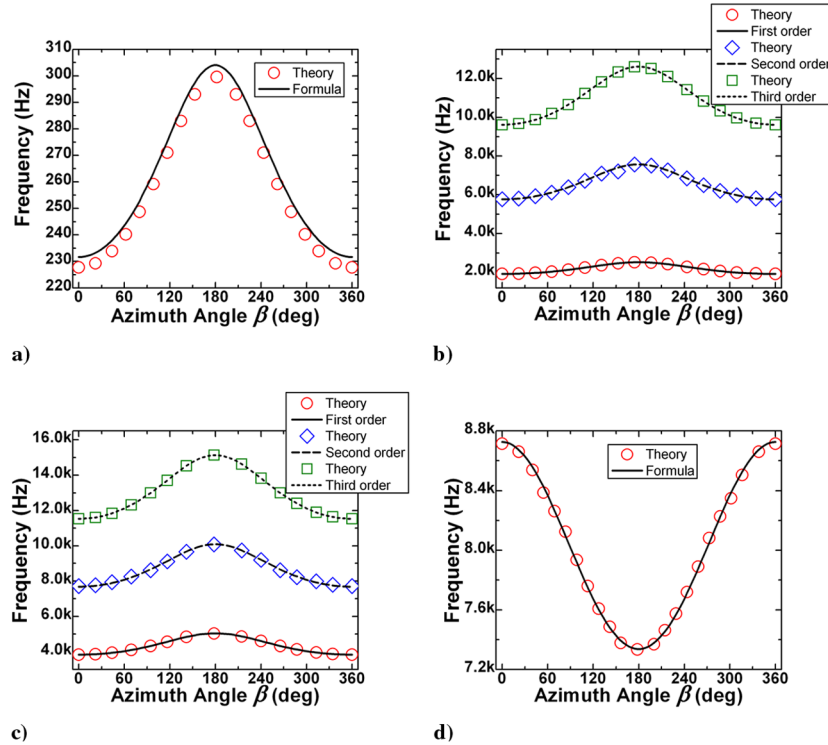 310
300
290
280
270
260
250
240
230
220
0 60 120 180 240 300 360
Frequency (Hz)
Azimuth Angle β (deg)
Theory
Formula
a)
12.0k
10.0k
8.0k
6.0k
4.0k
2.0k
0 60 120 180 240 300 360
Frequency (Hz)
Azimuth Angle β (deg)
Theory
First order
Theory
Second order
Theory
Third order
b)
16.0k
14.0k
12.0k
10.0k
8.0k
6.0k
4.0k
0 60 120 180 240 300 360
Frequency (Hz)
Azimuth Angle β (deg)
Theory
First order
Theory
Second order
Theory
Third order
c)
8.8k
8.4k
8.0k
7.6k
7.2k
0 60 120 180 240 300 360
Frequency (Hz)
Azimuth Angle β (deg)
Theory
Formula
d)